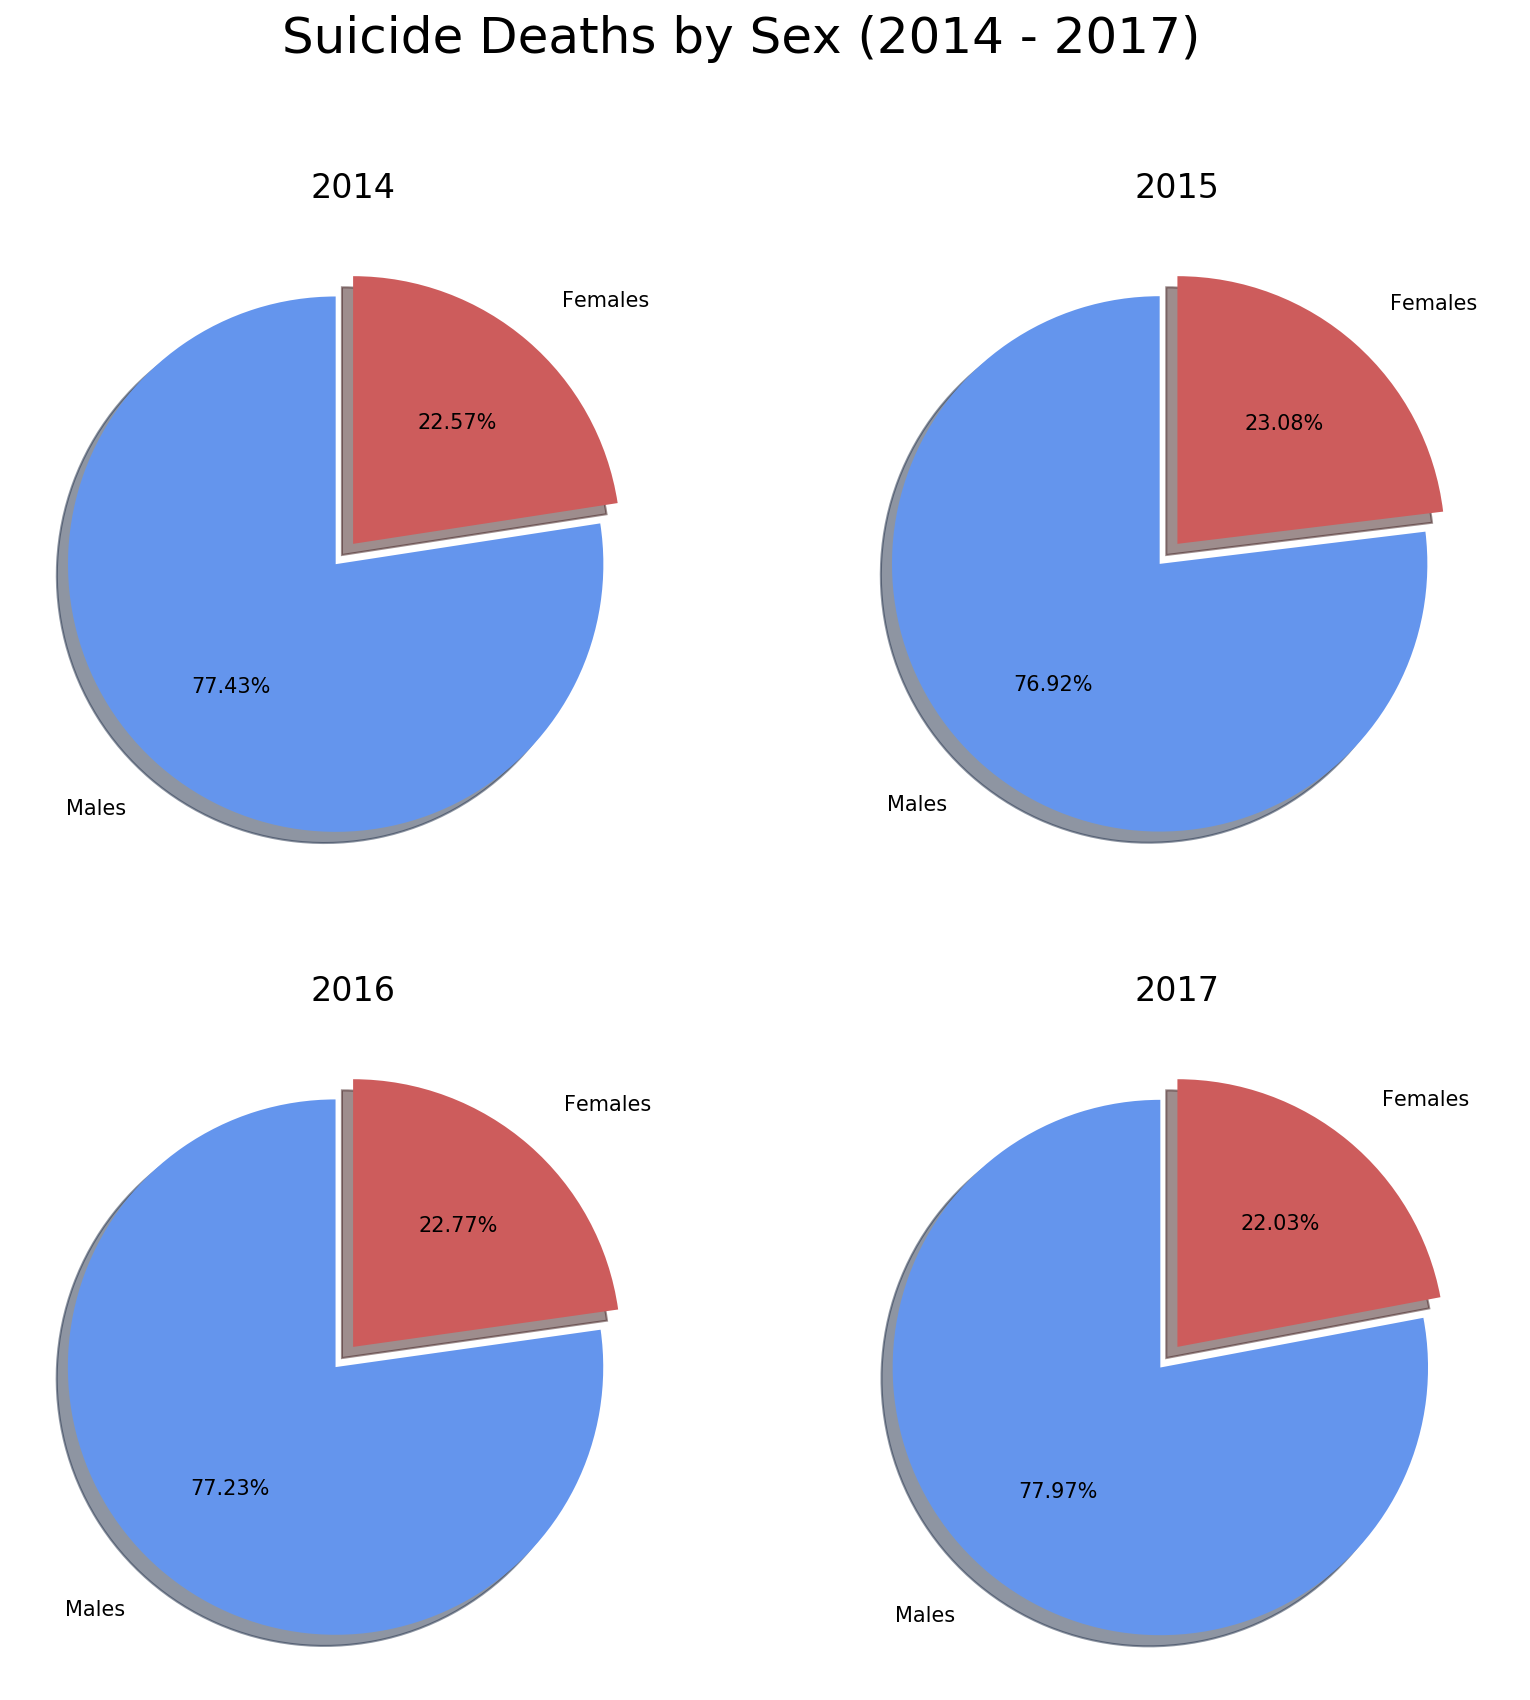 Suicide Deaths by Sex (2014 - 2017)
2014
Females
22.57%
77.43%
Males
2015
Females
23.08%
76.92%
Males
2016
Females
22.77%
77.23%
Males
2017
Females
22.03%
77.97%
Males